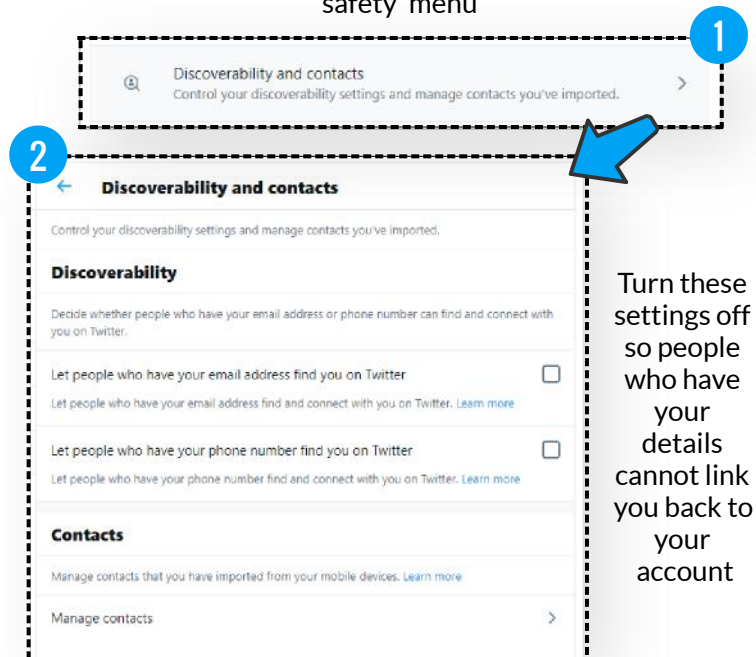 safety' menu
1
Discoverability and contacts
Control your discoverability settings and manage contacts you've imported.
2
Discoverability and contacts
Control your discoverability settings and manage contacts you've imported.
Discoverability
Decide whether people who have your email address or phone number can find and connect with
you on Twitter.
Let people who have your email address find you on Twitter
Let people who have your email address find and connect with you on Twitter. Learn more
Let people who have your phone number find you on Twitter
Let people who have your phone number find and connect with you on Twitter. Learn more
Contacts
Manage contacts that you have imported from your mobile devices. Learn more
Manage contacts
Turn these
settings off
so people
who have
your
details
cannot link
you back to
your
account